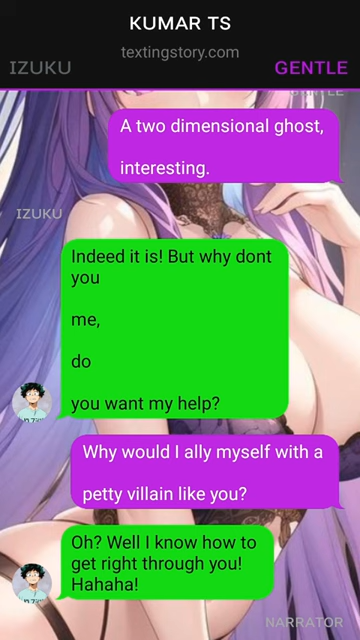 KUMAR TS
textingstory.com
IZUKU
GENTLE
GENTLE
A two dimensional ghost,
interesting.
IZUKU
Indeed it is! But why dont
you
me,
do
you want my help?
Why would I ally myself with a
petty villain like you?
Oh? Well I know how to
get right through you!
Hahaha!
NARRATOR